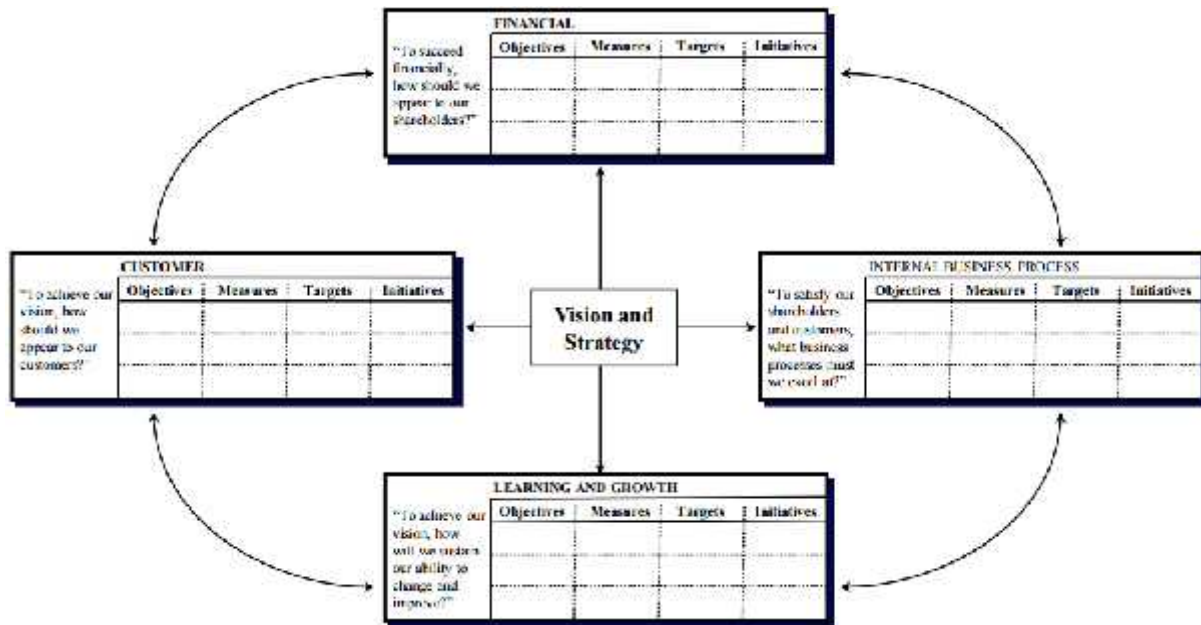 FINANCIAL
Objectives Measures Targets Initiatives
"To succeed
financially,
how should we
appear to our
shareholders?"
CUSTOMER
Objectives Measures Targets Initiatives
"To achieve our
vision, how
should we
appear to our
customers?"
Vision and
Strategy
INTERNAL BUSINESS PROCESS
Objectives Measures Targets Initiatives
"To satisfy our
shareholders
and customers,
what business
processes must
we excel at?"
LEARNING AND GROWTH
Objectives Measures Targets Initiatives
"To achieve our
vision, how
will we sustain
our ability to
change and
improve?"